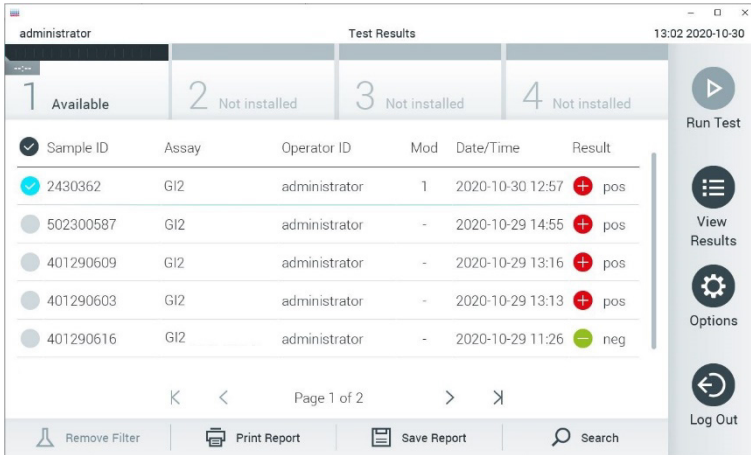 administrator Test Results 13:02 2020-10-30
--:--
1 Available 2 Not installed 3 Not installed 4 Not installed
Run Test
Sample ID Assay Operator ID Mod Date/Time Result
2430362 GI2 administrator 1 2020-10-30 12:57 pos
502300587 GI2 administrator - 2020-10-29 14:55 pos
View
Results
401290609 GI2 administrator - 2020-10-29 13:16 pos
401290603 GI2 administrator - 2020-10-29 13:13 pos
Options
401290616 GI2 administrator - 2020-10-29 11:26 neg
Page 1 of 2
Log Out
Remove Filter Print Report Save Report Search